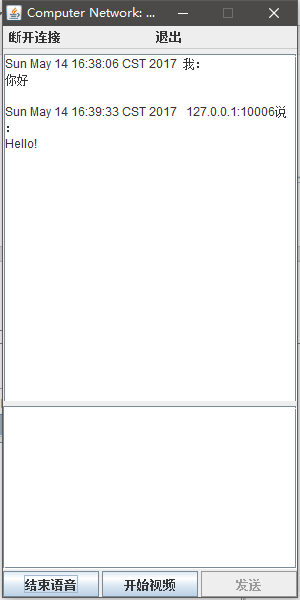 Computer Network: ...
断开连接 退出
Sun May 14 16:38:06 CST 2017 我：
你好
Sun May 14 16:39:33 CST 2017 127.0.0.1:10006说
：
Hello!
结束语音 开始视频 发送